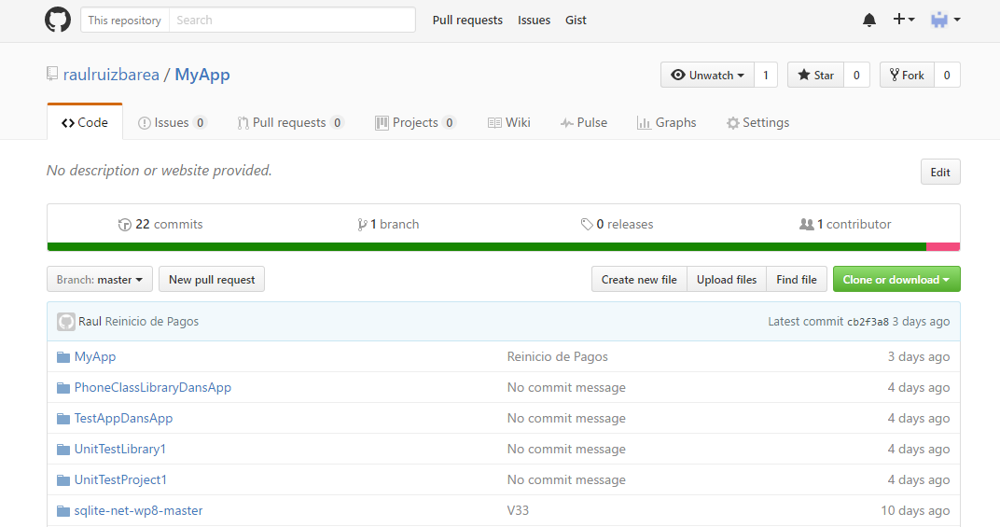 This repository Search Pull requests Issues Gist
raulruizbarea / MyApp Unwatch 1 Star 0 Fork 0
Code Issues 0 Pull requests 0 Projects 0 Wiki Pulse Graphs Settings
No description or website provided. Edit
22 commits 1 branch 0 releases 1 contributor
Branch: master New pull request Create new file Upload files Find file Clone or download
Raul Reinicio de Pagos Latest commit cb2f3a8 3 days ago
MyApp Reinicio de Pagos 3 days ago
PhoneClassLibraryDansApp No commit message 4 days ago
TestAppDansApp No commit message 4 days ago
UnitTestLibrary1 No commit message 4 days ago
UnitTestProject1 No commit message 4 days ago
sqlite-net-wp8-master V33 10 days ago